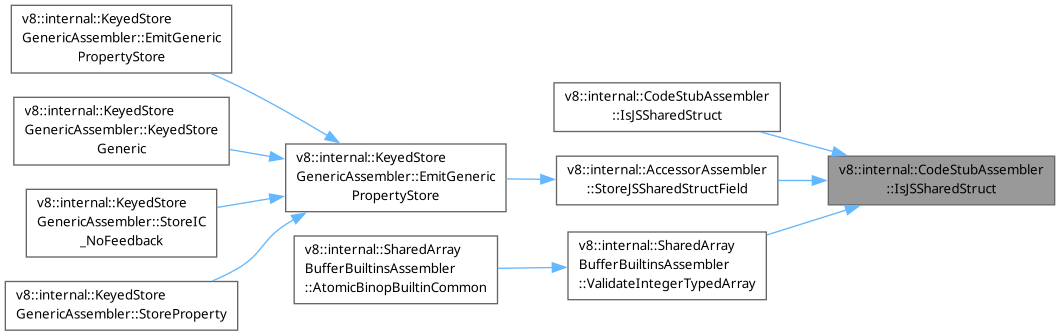 v8::internal::KeyedStore
GenericAssembler::EmitGeneric
PropertyStore
v8::internal::KeyedStore
GenericAssembler::KeyedStore
Generic
v8::internal::KeyedStore
GenericAssembler::StoreIC
_NoFeedback
v8::internal::KeyedStore
GenericAssembler::StoreProperty
v8::internal::KeyedStore
GenericAssembler::EmitGeneric
PropertyStore
v8::internal::SharedArray
BufferBuiltinsAssembler
::AtomicBinopBuiltinCommon
v8::internal::CodeStubAssembler
::IsJSSharedStruct
v8::internal::AccessorAssembler
::StoreJSSharedStructField
v8::internal::SharedArray
BufferBuiltinsAssembler
::ValidateIntegerTypedArray
v8::internal::CodeStubAssembler
::IsJSSharedStruct